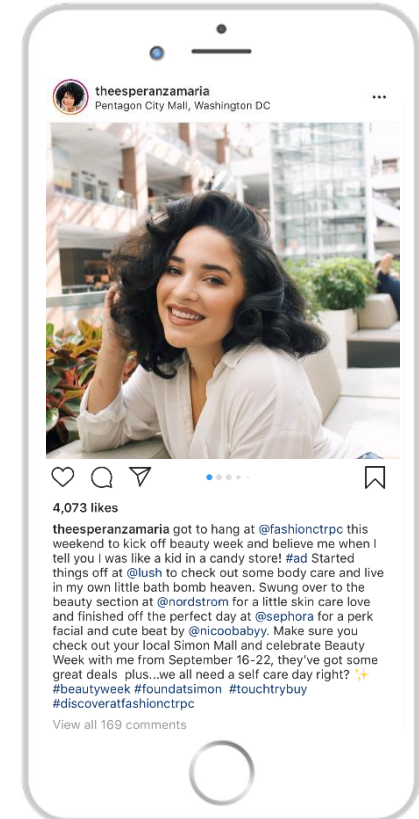 theesperanzamaria
Pentagon City Mall, Washington DC
4,073 likes
theesperanzamaria got to hang at @fashionctrpc this
weekend to kick off beauty week and believe me when I
tell you I was like a kid in a candy store! #ad Started
things off at @lush to check out some body care and live
in my own little bath bomb heaven. Swung over to the
beauty section at @nordstrom for a little skin care love
and finished off the perfect day at @sephora for a perk
facial and cute beat by @nicoobabyy. Make sure you
check out your local Simon Mall and celebrate Beauty
Week with me from September 16-22, they’ve got some
great deals  plus...we all need a self care day right? ✨
#beautyweek #foundatsimon  #touchtrybuy
#discoveratfashionctrpc
View all 169 comments